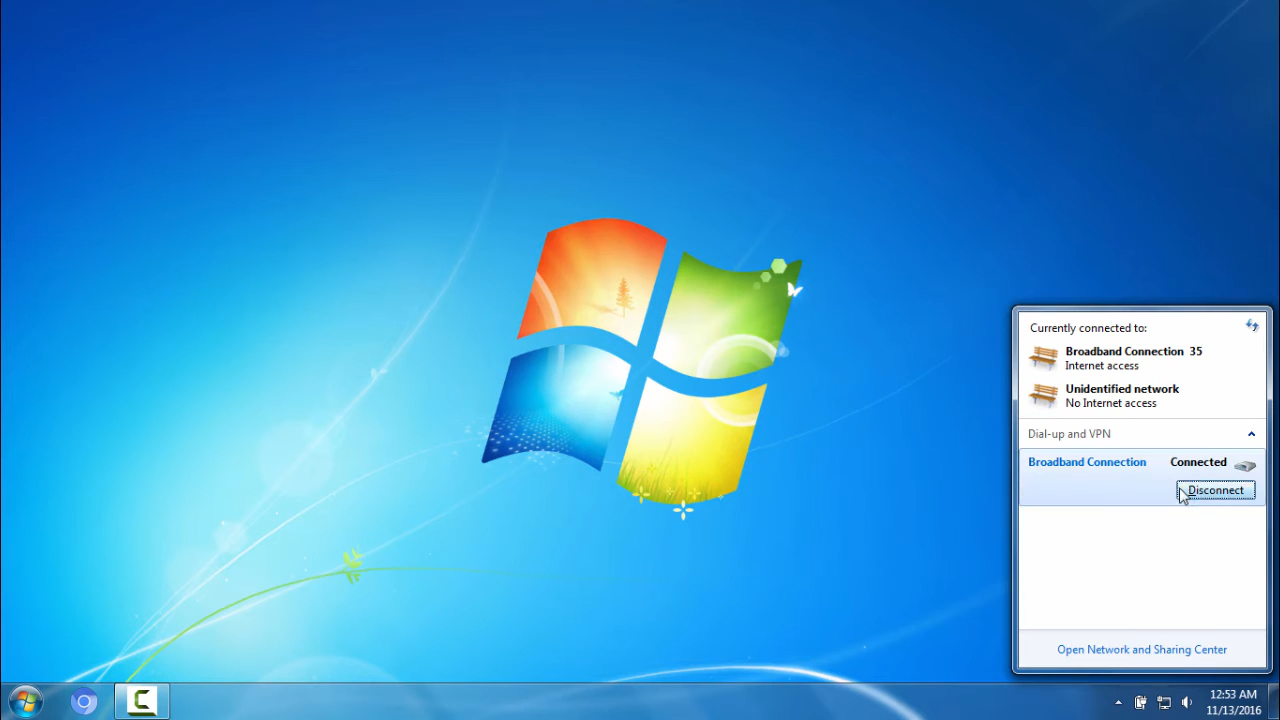 Currently connected to:
Broadband Connection 35
Internet access
Unidentified network
No Internet access
Dial-up and VPN
Broadband Connection Connected
Disconnect
Open Network and Sharing Center
12:53 AM
11/13/2016